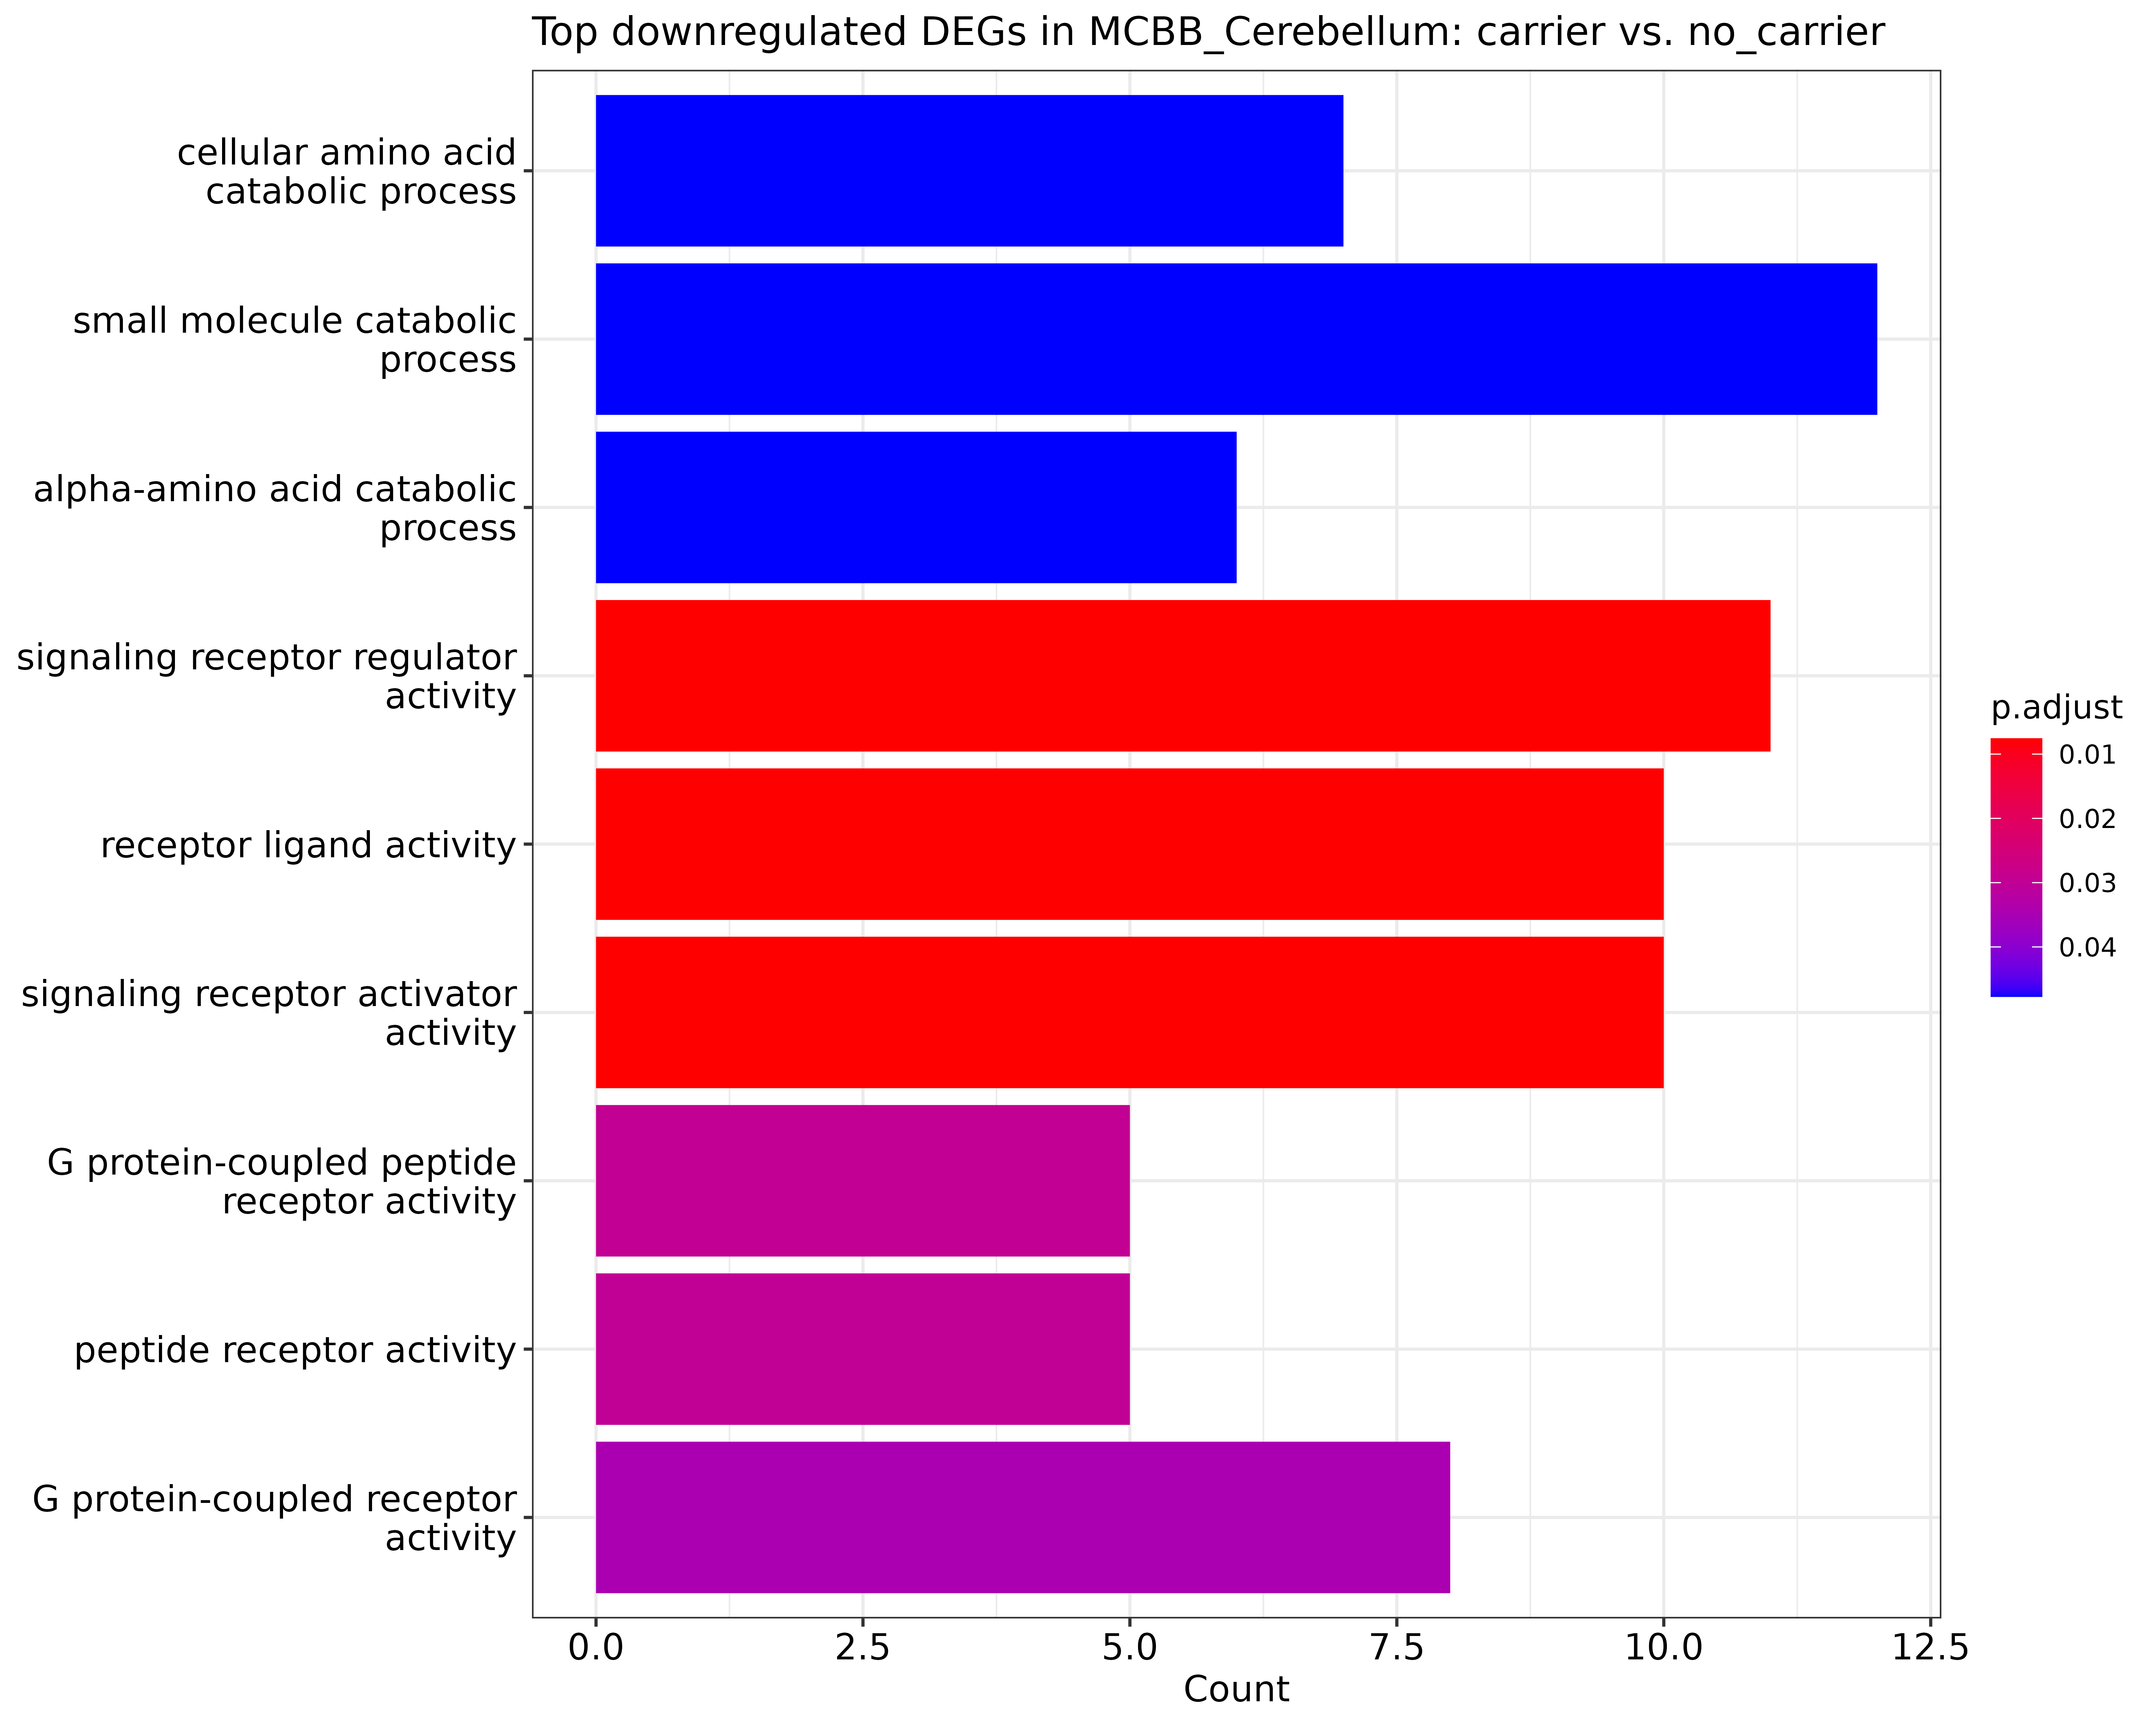 Top downregulated DEGs in MCBB_Cerebellum: carrier vs. no_carrier
cellular amino acid
catabolic process
small molecule catabolic
process
alpha-amino acid catabolic
process
signaling receptor regulator
activity
receptor ligand activity
signaling receptor activator
activity
G protein-coupled peptide
receptor activity
peptide receptor activity
G protein-coupled receptor
activity
0.0
2.5
5.0
7.5
10.0
12.5
Count
p.adjust
0.01
0.02
0.03
0.04